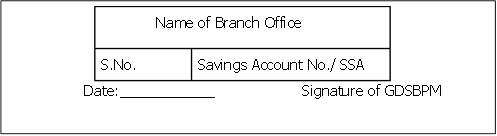 Name of Branch Office
S.No. Savings Account No./ SSA
Date:____________ Signature of GDSBPM